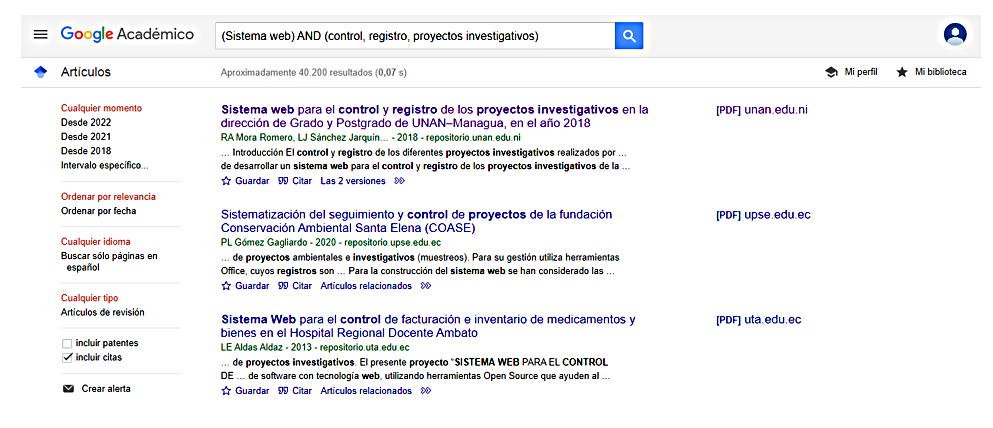 Google Académico
(Sistema web) AND (control, registro, proyectos investigativos)
Artículos
Aproximadamente 40.200 resultados (0,07 s)
Mi perfil
Mi biblioteca
Cualquier momento
Desde 2022
Desde 2021
Desde 2018
Intervalo específico...
Ordenar por relevancia
Ordenar por fecha
Cualquier idioma
Buscar sólo páginas en
español
Cualquier tipo
Artículos de revisión
incluir patentes
incluir citas
Crear alerta
Sistema web para el control y registro de los proyectos investigativos en la
dirección de Grado y Postgrado de UNAN–Managua, en el año 2018
RA Mora Romero, LJ Sánchez Jarquín... - 2018 - repositorio.unan.edu.ni
... Introducción El control y registro de los diferentes proyectos investigativos realizados por ...
de desarrollar un sistema web para el control y registro de los proyectos investigativos de la ...
Guardar Citar Las 2 versiones
[PDF] unan.edu.ni
Sistematización del seguimiento y control de proyectos de la fundación
Conservación Ambiental Santa Elena (COASE)
PL Gómez Gagliardo - 2020 - repositorio.upse.edu.ec
... de proyectos ambientales e investigativos (muestreos). Para su gestión utiliza herramientas
Office, cuyos registros son ... Para la construcción del sistema web se han considerado las ...
Guardar Citar Artículos relacionados
[PDF] upse.edu.ec
Sistema Web para el control de facturación e inventario de medicamentos y
bienes en el Hospital Regional Docente Ambato
LE Aldas Aldaz - 2013 - repositorio.uta.edu.ec
... de proyectos investigativos. El presente proyecto “SISTEMA WEB PARA EL CONTROL
DE ... de software con tecnología web, utilizando herramientas Open Source que ayuden al ...
Guardar Citar Artículos relacionados
[PDF] uta.edu.ec